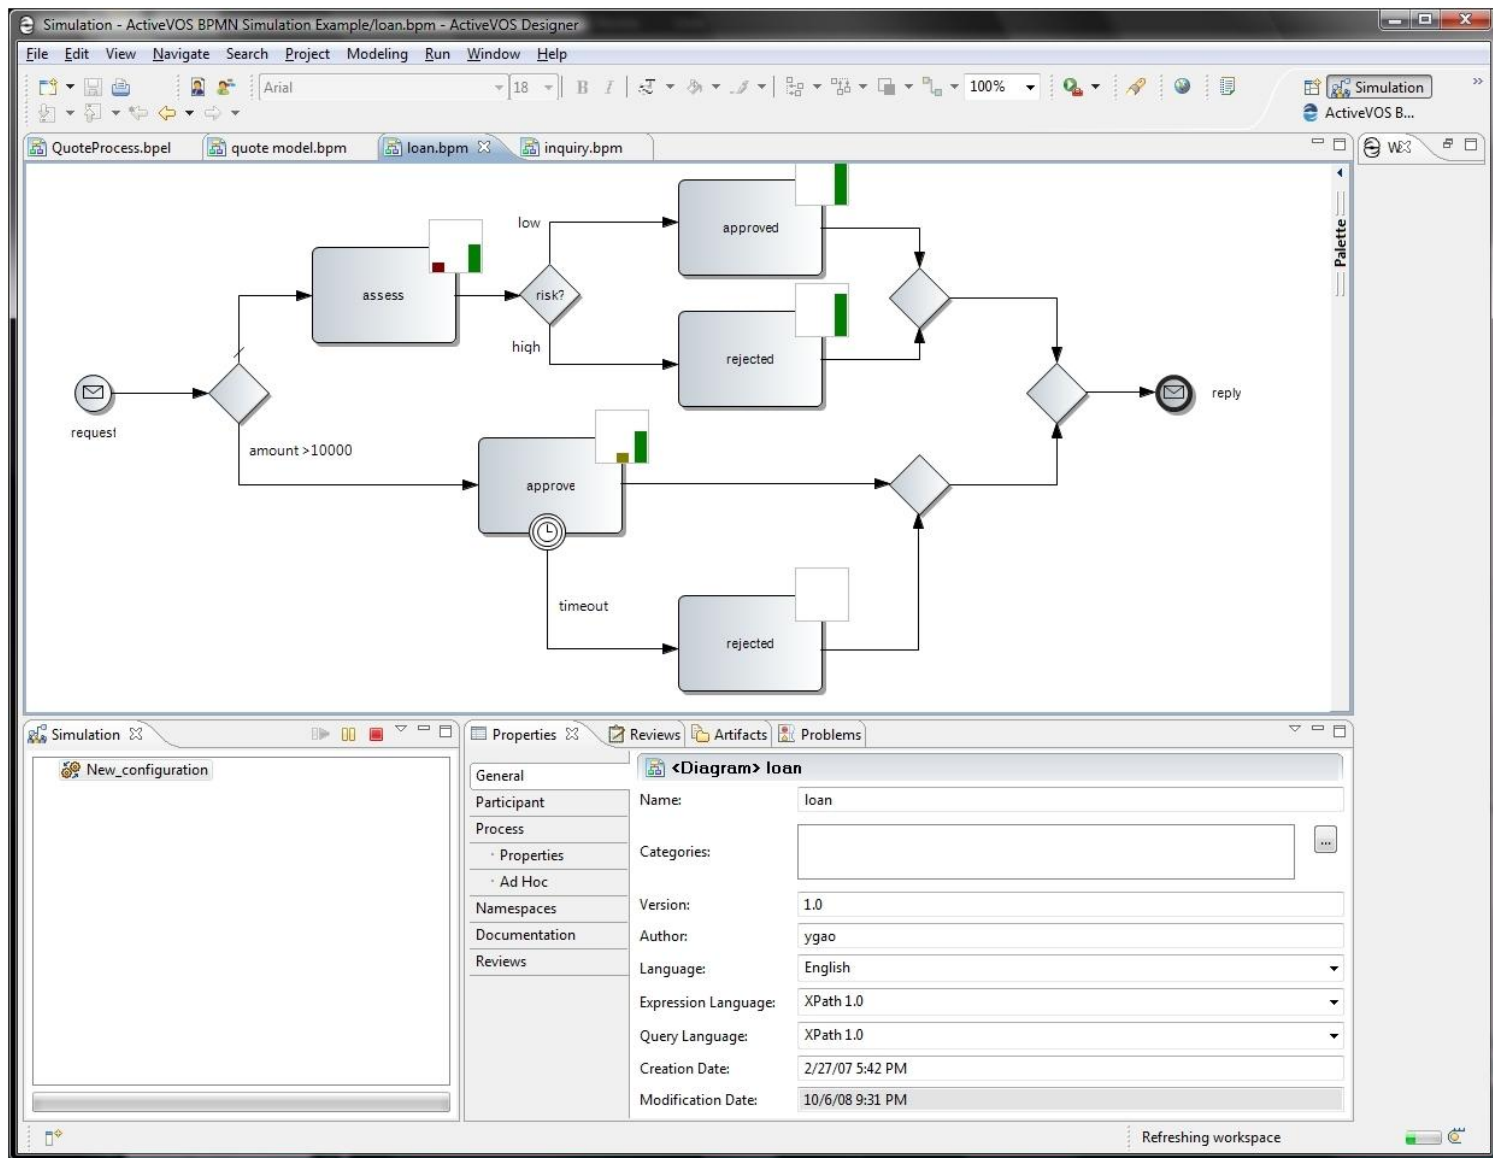 Simulation - ActiveVOS BPMN Simulation Example/loan.bpm - ActiveVOS Designer
File Edit View Navigate Search Project Modeling Run Window Help
Arial 18 B I 100% Simulation
ActiveVOS B...
QuoteProcess.bpel quote model.bpm loan.bpm inquiry.bpm
Palette
low
approved
assess
risk?
high
rejected
request
reply
amount >10000
approve
timeout
rejected
Simulation
New_configuration
Properties Reviews Artifacts Problems
General
Participant
Process
Properties
Ad Hoc
Namespaces
Documentation
Reviews
<Diagram> loan
Name: loan
Categories: ...
Version: 1.0
Author: ygao
Language: English
Expression Language: XPath 1.0
Query Language: XPath 1.0
Creation Date: 2/27/07 5:42 PM
Modification Date: 10/6/08 9:31 PM
Refreshing workspace